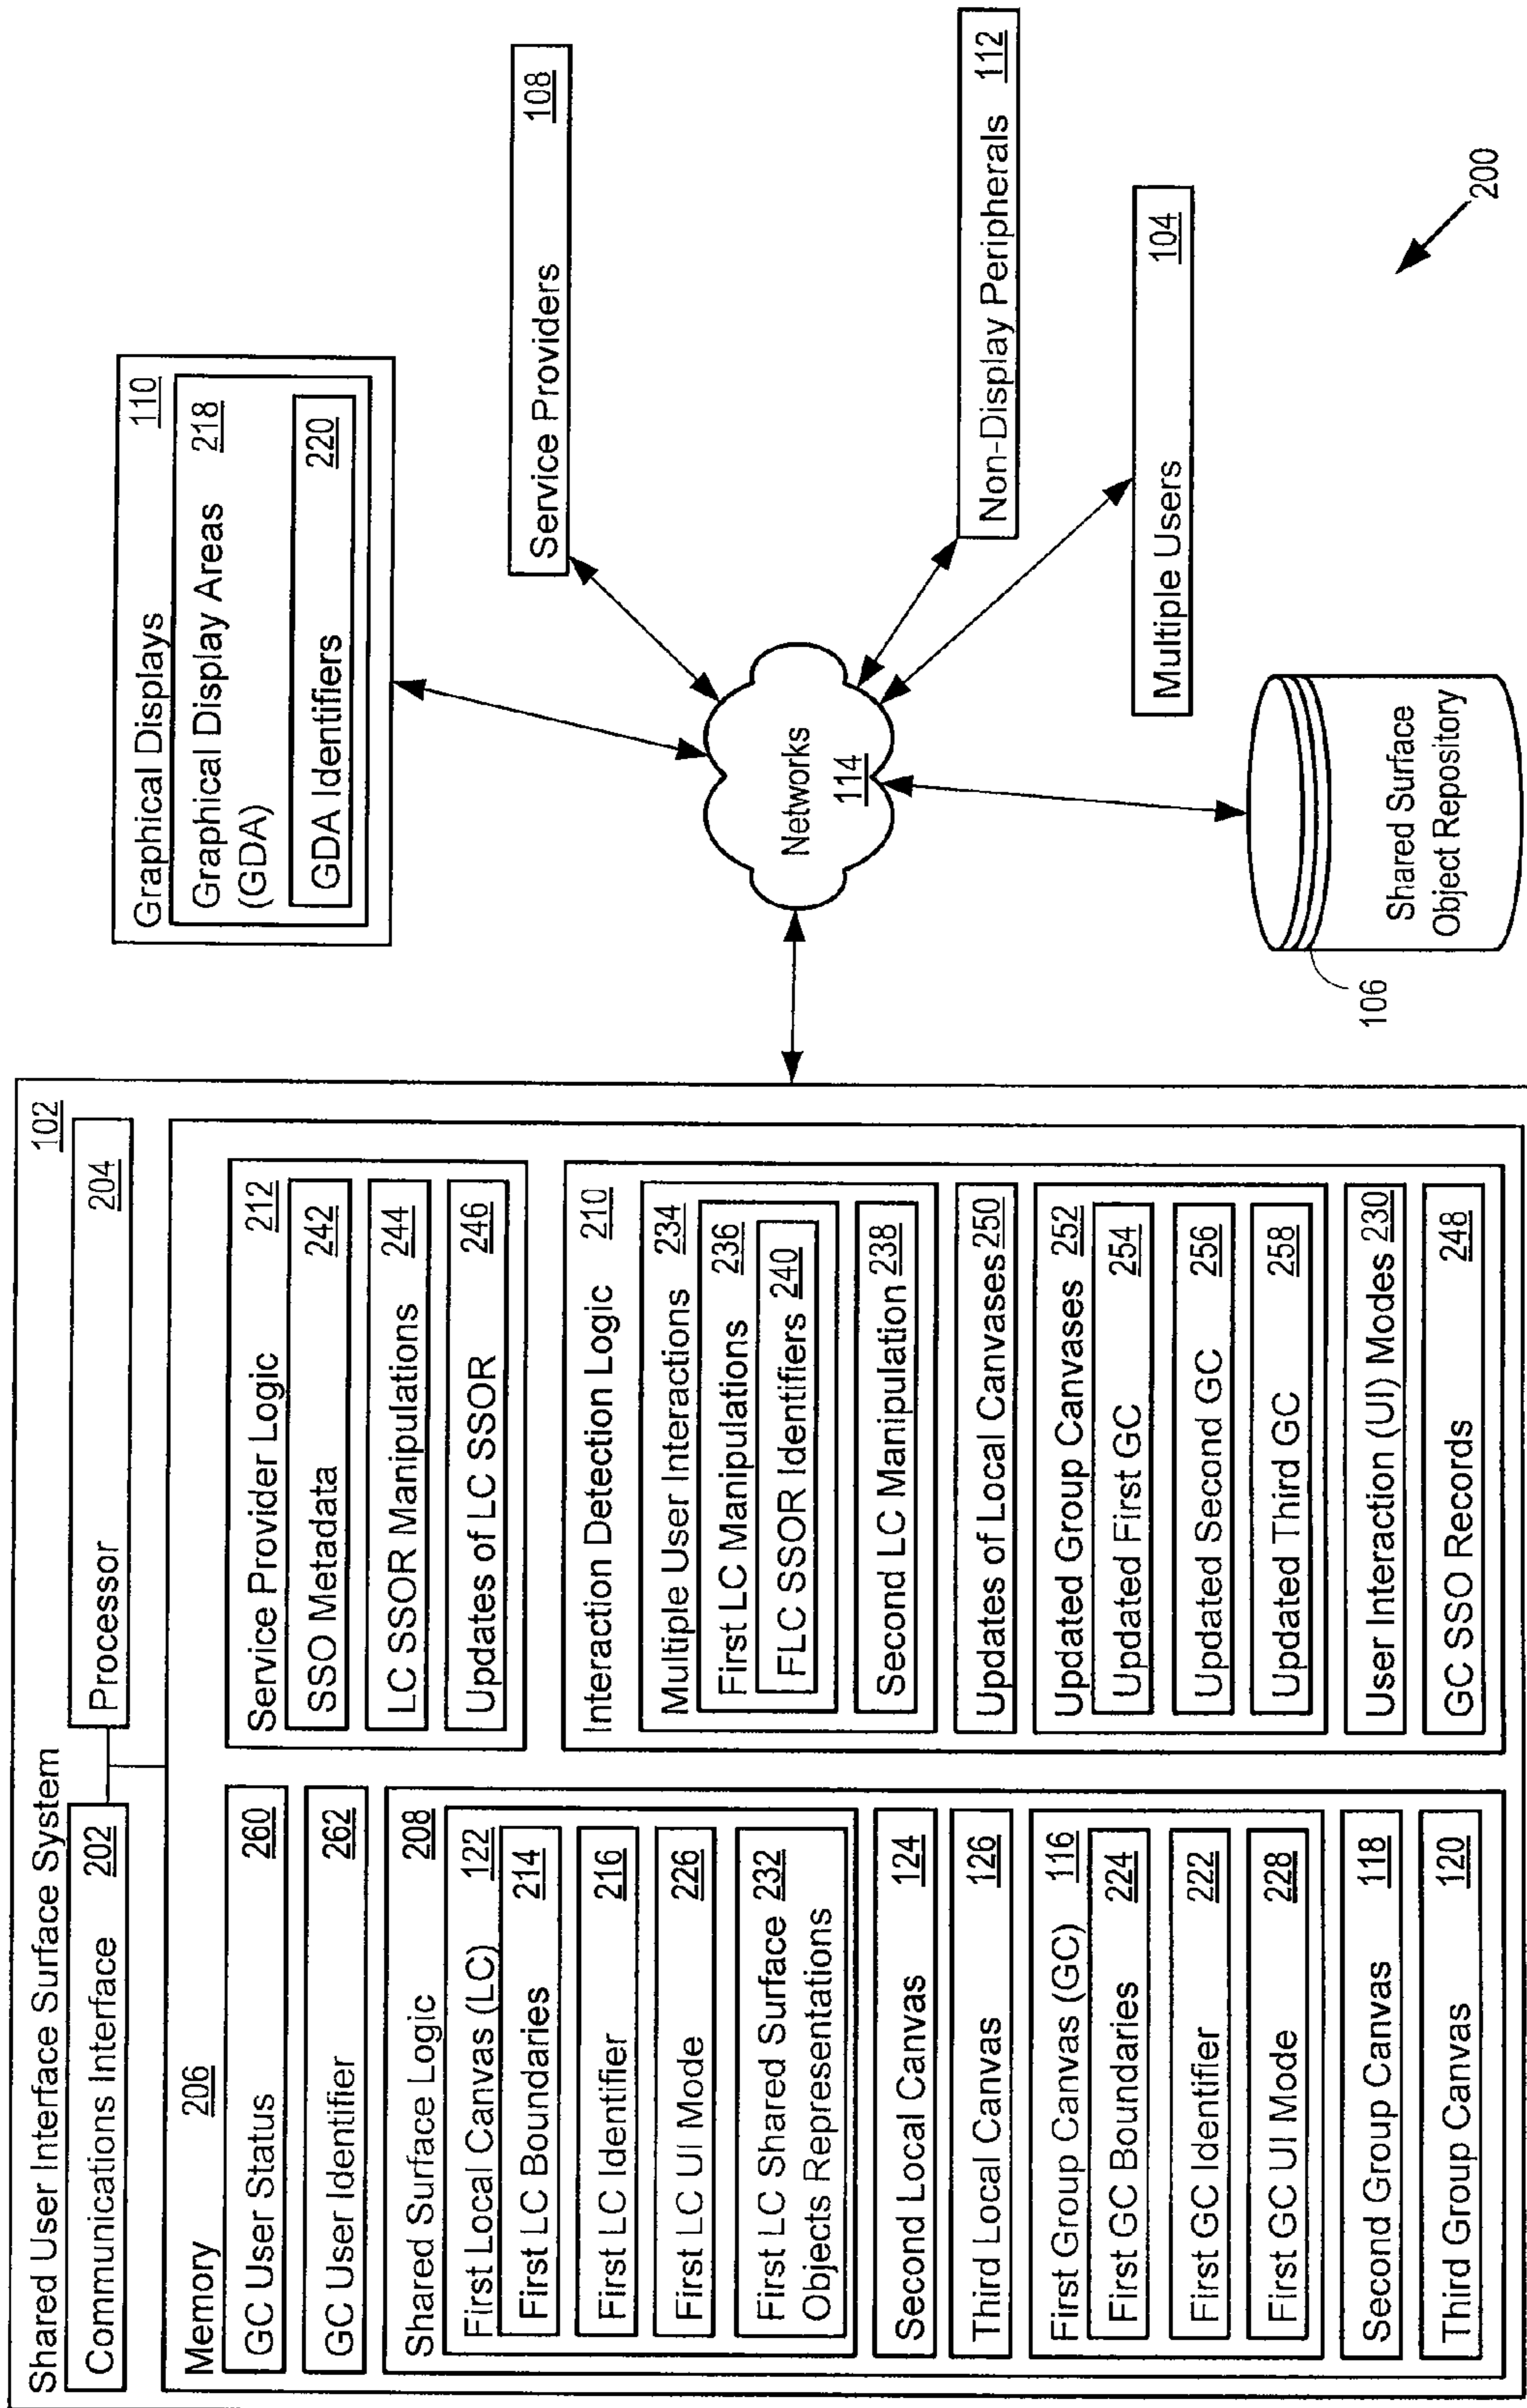 Shared User Interface Surface System 102
Communications Interface 202
Processor 204
Memory 206
GC User Status 260
GC User Identifier 262
Shared Surface Logic 208
First Local Canvas (LC) 122
First LC Boundaries 214
First LC Identifier 216
First LC UI Mode 226
First LC Shared Surface 232
Objects Representations
Second Local Canvas 124
Third Local Canvas 126
First Group Canvas (GC) 116
First GC Boundaries 224
First GC Identifier 222
First GC UI Mode 228
Second Group Canvas 118
Third Group Canvas 120
Service Provider Logic 212
SSO Metadata 242
LC SSOR Manipulations 244
Updates of LC SSOR 246
Interaction Detection Logic 210
Multiple User Interactions 234
First LC Manipulations 236
FLC SSOR Identifiers 240
Second LC Manipulation 238
Updates of Local Canvases 250
Updated Group Canvases 252
Updated First GC 254
Updated Second GC 256
Updated Third GC 258
User Interaction (UI) Modes 230
GC SSO Records 248
Graphical Displays 110
Graphical Display Areas 218
(GDA)
GDA Identifiers 220
Service Providers 108
Networks
114
Non-Display Peripherals 112
Multiple Users 104
Shared Surface
Object Repository
106
200